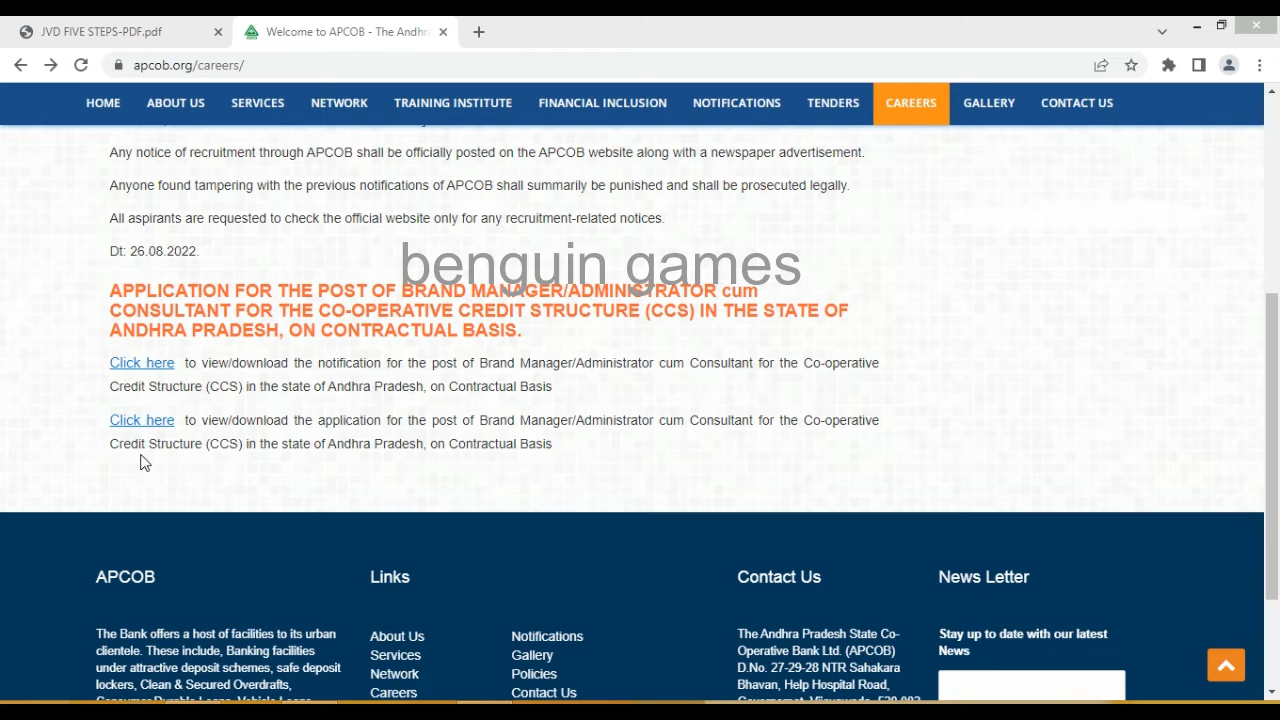 JVD FIVE STEPS-PDF.pdf
Welcome to APCOB - The Andhra
apcob.org/careers/
HOME ABOUT US SERVICES NETWORK TRAINING INSTITUTE FINANCIAL INCLUSION NOTIFICATIONS TENDERS CAREERS GALLERY CONTACT US
Any notice of recruitment through APCOB shall be officially posted on the APCOB website along with a newspaper advertisement.
Anyone found tampering with the previous notifications of APCOB shall summarily be punished and shall be prosecuted legally.
All aspirants are requested to check the official website only for any recruitment-related notices.
Dt: 26.08.2022.
benguin games
APPLICATION FOR THE POST OF BRAND MANAGER/ADMINISTRATOR cum
CONSULTANT FOR THE CO-OPERATIVE CREDIT STRUCTURE (CCS) IN THE STATE OF
ANDHRA PRADESH, ON CONTRACTUAL BASIS.
Click here to view/download the notification for the post of Brand Manager/Administrator cum Consultant for the Co-operative
Credit Structure (CCS) in the state of Andhra Pradesh, on Contractual Basis
Click here to view/download the application for the post of Brand Manager/Administrator cum Consultant for the Co-operative
Credit Structure (CCS) in the state of Andhra Pradesh, on Contractual Basis
APCOB
The Bank offers a host of facilities to its urban
clientele. These include, Banking facilities
under attractive deposit schemes, safe deposit
lockers, Clean & Secured Overdrafts,
Links
About Us
Services
Network
Careers
Notifications
Gallery
Policies
Contact Us
Contact Us
The Andhra Pradesh State Co-
Operative Bank Ltd. (APCOB)
D.No. 27-29-28 NTR Sahakara
Bhavan, Help Hospital Road,
News Letter
Stay up to date with our latest
News